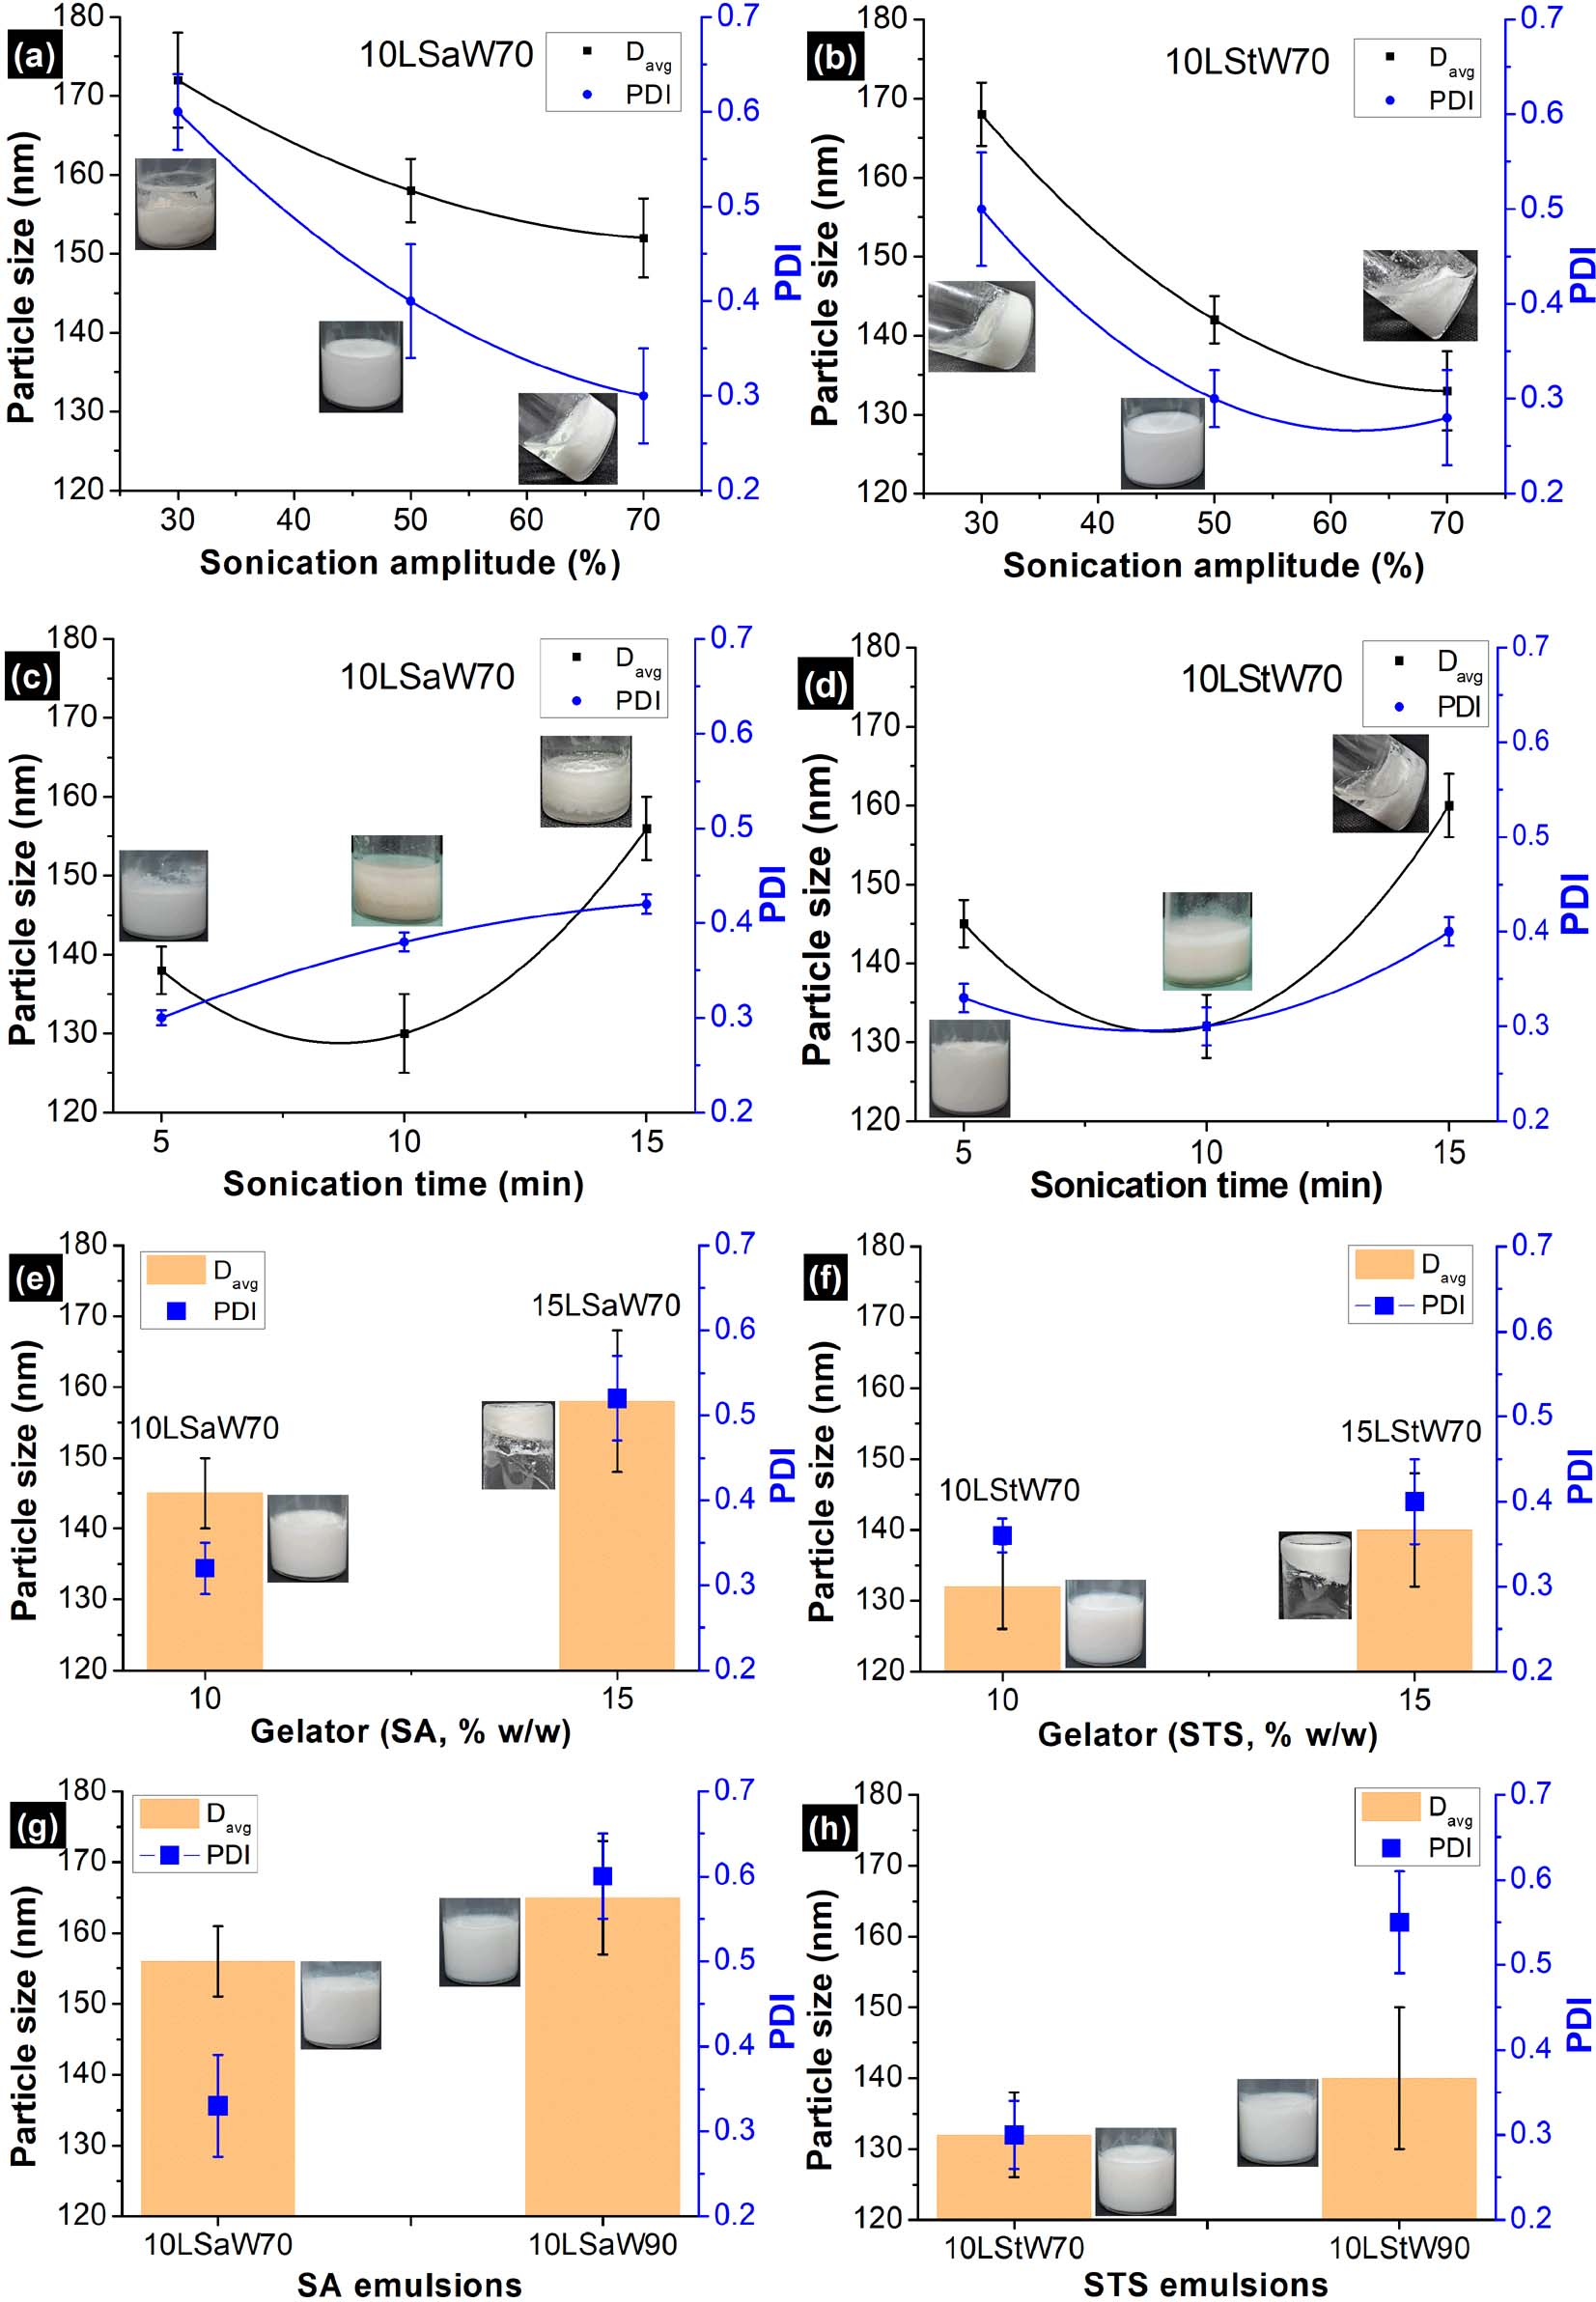 (a)
10LSaW70
Davg
PDI
Particle size (nm)
180
170
160
150
140
130
120
PDI
0.7
0.6
0.5
0.4
0.3
0.2
30 40 50 60 70
Sonication amplitude (%)
(b)
10LStW70
Davg
PDI
Particle size (nm)
180
170
160
150
140
130
120
PDI
0.7
0.6
0.5
0.4
0.3
0.2
30 40 50 60 70
Sonication amplitude (%)
(c)
10LSaW70
Davg
PDI
Particle size (nm)
180
170
160
150
140
130
120
PDI
0.7
0.6
0.5
0.4
0.3
0.2
5 10 15
Sonication time (min)
(d)
10LStW70
Davg
PDI
Particle size (nm)
180
170
160
150
140
130
120
PDI
0.7
0.6
0.5
0.4
0.3
0.2
5 10 15
Sonication time (min)
(e)
Davg
PDI
15LSaW70
10LSaW70
Particle size (nm)
180
170
160
150
140
130
120
PDI
0.7
0.6
0.5
0.4
0.3
0.2
10 15
Gelator (SA, % w/w)
(f)
Davg
PDI
15LStW70
10LStW70
Particle size (nm)
180
170
160
150
140
130
120
PDI
0.7
0.6
0.5
0.4
0.3
0.2
10 15
Gelator (STS, % w/w)
(g)
Davg
PDI
Particle size (nm)
180
170
160
150
140
130
120
PDI
0.7
0.6
0.5
0.4
0.3
0.2
10LSaW70 10LSaW90
SA emulsions
(h)
Davg
PDI
Particle size (nm)
180
170
160
150
140
130
120
PDI
0.7
0.6
0.5
0.4
0.3
0.2
10LStW70 10LStW90
STS emulsions